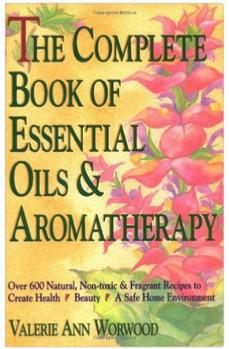 THE COMPLETE
BOOK OF
ESSENTIAL
OILS &
AROMATHERAPY
Over 600 Natural, Non-toxic & Fragrant Recipes to
Create Health Beauty A Safe Home Environment
VALERIE ANN WORWOOD